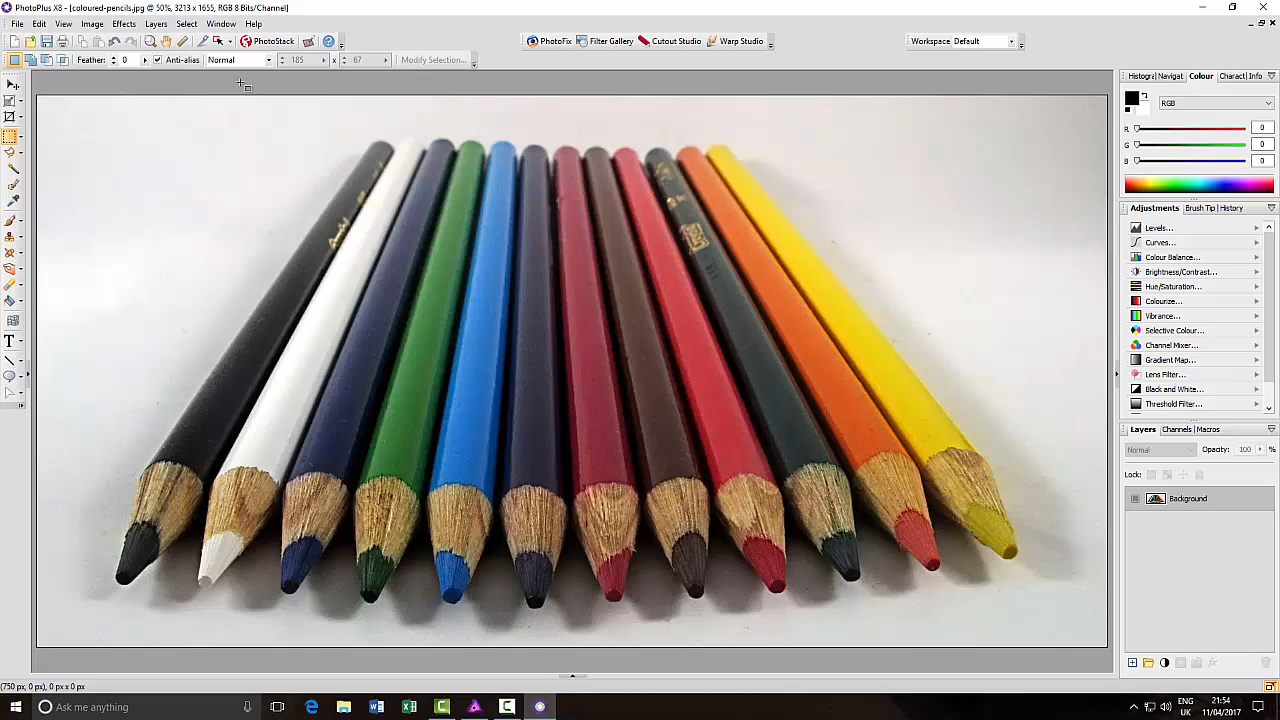 PhotoPlus X8 - [coloured-pencils.jpg @ 50%, 3213 x 1655, RGB 8 Bits/Channel]
File Edit View Image Effects Layers Select Window Help
PhotoStack PhotoFix Filter Gallery Cutout Studio Warp Studio Workspace Default
Feather: 0 Anti-alias Normal 185 x 67 Modify Selection...
Histogra Navigat Colour Charact Info
RGB
R 0
G 0
B 0
Adjustments Brush Tip History
Levels...
Curves...
Colour Balance...
Brightness/Contrast...
Hue/Saturation...
Colourize...
Vibrance...
Selective Colour...
Channel Mixer...
Gradient Map...
Lens Filter...
Black and White...
Threshold Filter...
Layers Channels Macros
Normal Opacity: 100 %
Lock:
Background
(750 px, 0 px), 0 px x 0 px
Ask me anything
ENG
UK
21:54
11/04/2017